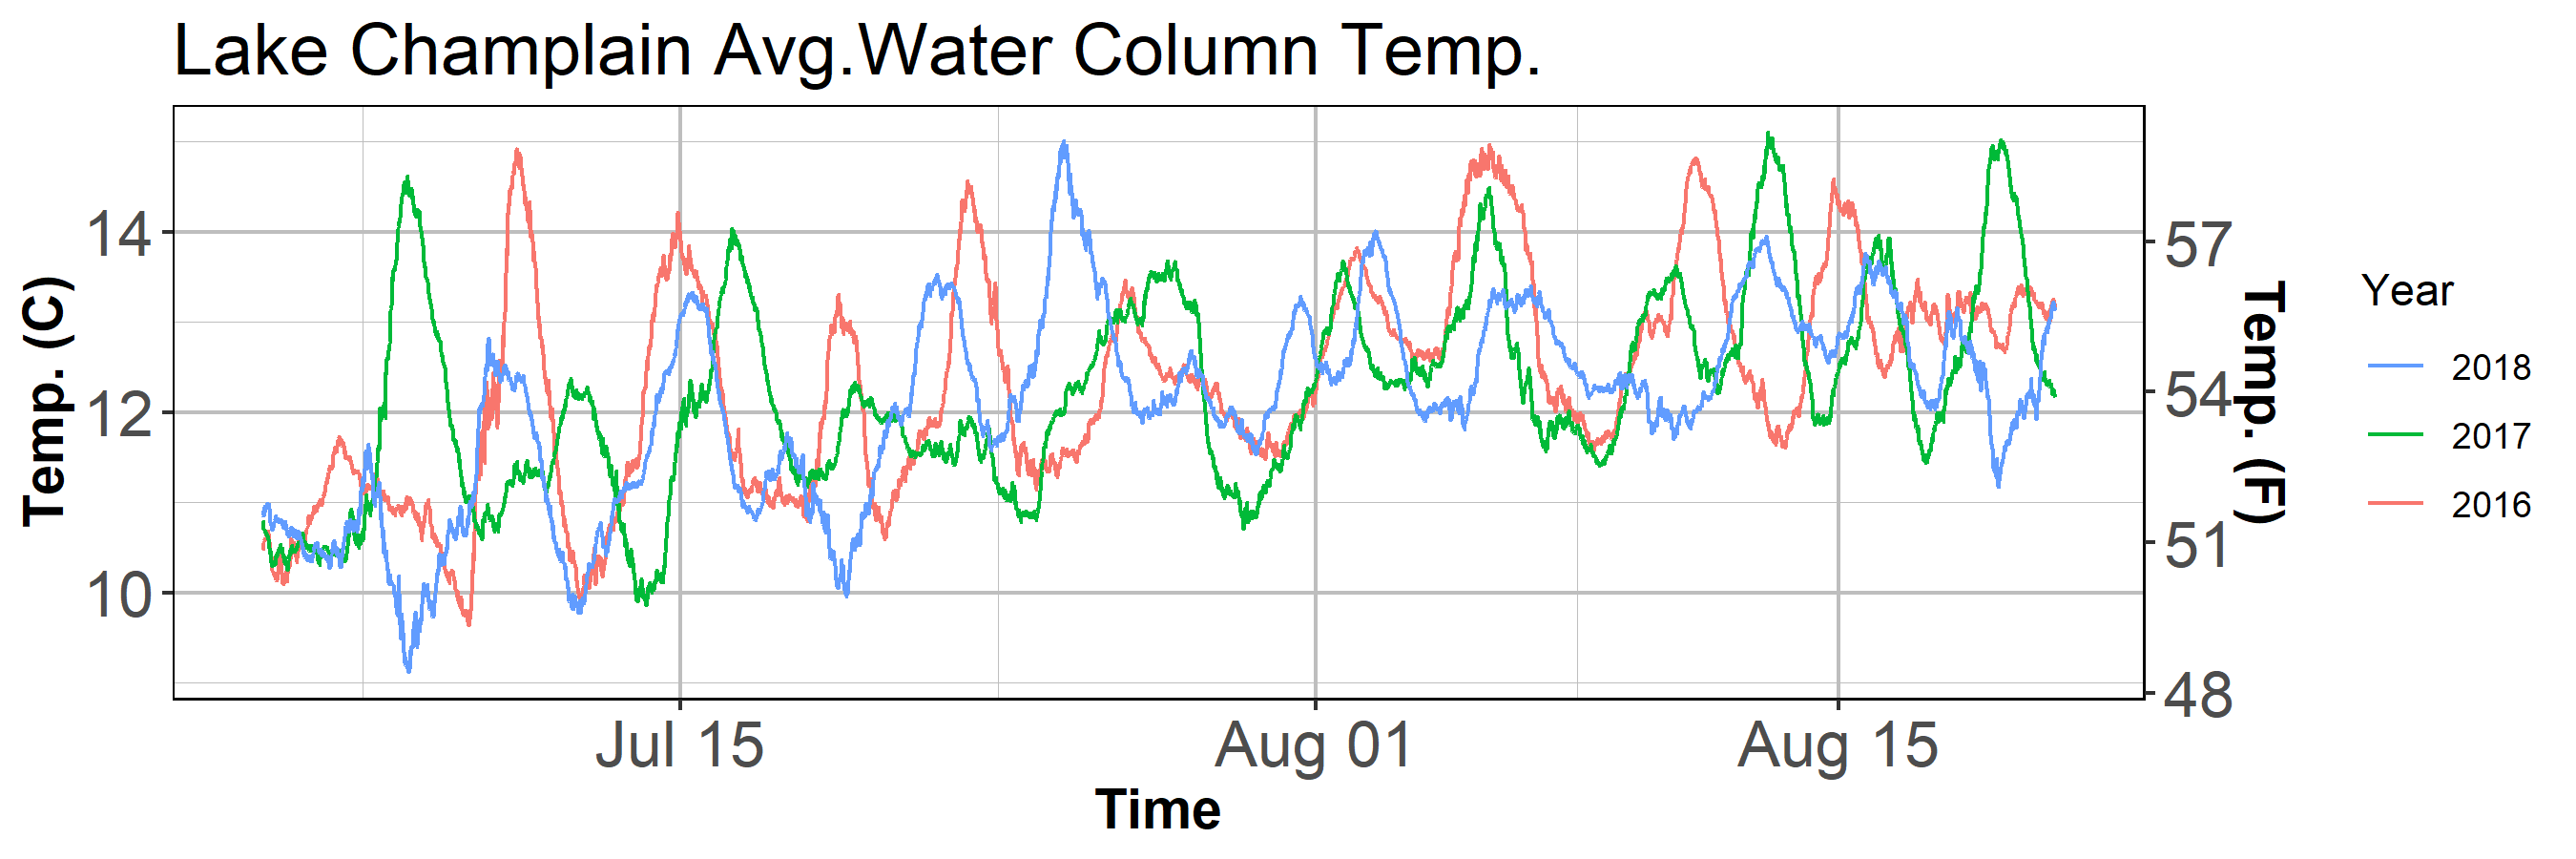 Lake Champlain Avg.Water Column Temp.
Temp. (C)
14
12
10
57
54
51
48
Temp. (F)
Jul 15
Aug 01
Aug 15
Time
Year
2018
2017
2016